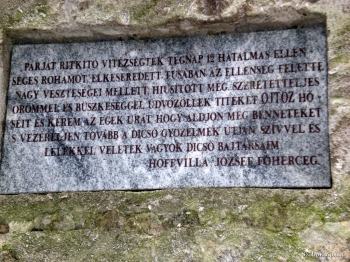 PÁRJÁT RITKÍTÓ VITÉZSÉGTEK TEGNAP 12 HATALMAS ELLEN
SÉGES ROHAMOT, ELKESEREDETT TUSÁBAN AZ ELLENSÉG FELETTE
NAGY VESZTESÉGEI MELLETT, HIÚSÍTOTT MEG. SZERETETTELJES
ÖRÖMMEL ÉS BÜSZKESÉGGEL ÜDVÖZÖLLEK TITEKET OJTOZ HŐ
SEIT ÉS KÉREM AZ EGEK URÁT HOGY ÁLDJON MEG BENNETEKET
S VEZÉRELJEN TOVÁBB A DICSŐ GYŐZELMEK ÚTJÁN SZÍVVEL ÉS
LÉLEKKEL VELETEK VAGYOK DICSŐ BAJTÁRSAIM
HOFFVILLA JÓZSEF FŐHERCEG